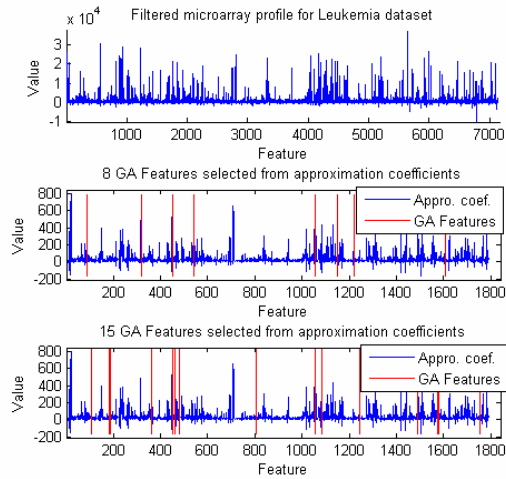 Filtered microarray profile for Leukemia dataset
x 10^4
3
2
1
0
-1
Value
1000 2000 3000 4000 5000 6000 7000
Feature
8 GA Features selected from approximation coefficients
800
600
400
200
0
-200
Value
Appro. coef.
GA Features
200 400 600 800 1000 1200 1400 1600 1800
Feature
15 GA Features selected from approximation coefficients
800
600
400
200
0
-200
Value
Appro. coef.
GA Features
200 400 600 800 1000 1200 1400 1600 1800
Feature